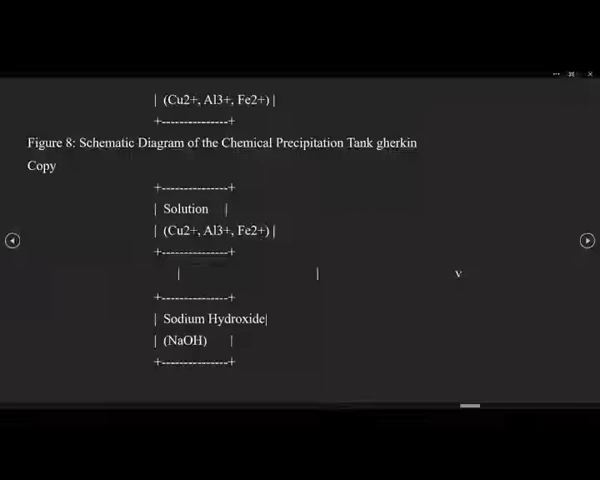 | (Cu2+, Al3+, Fe2+) |
+---------------+
Figure 8: Schematic Diagram of the Chemical Precipitation Tank gherkin
Copy
+---------------+
| Solution |
| (Cu2+, Al3+, Fe2+) |
+---------------+
| | v
+---------------+
| Sodium Hydroxide|
| (NaOH) |
+---------------+